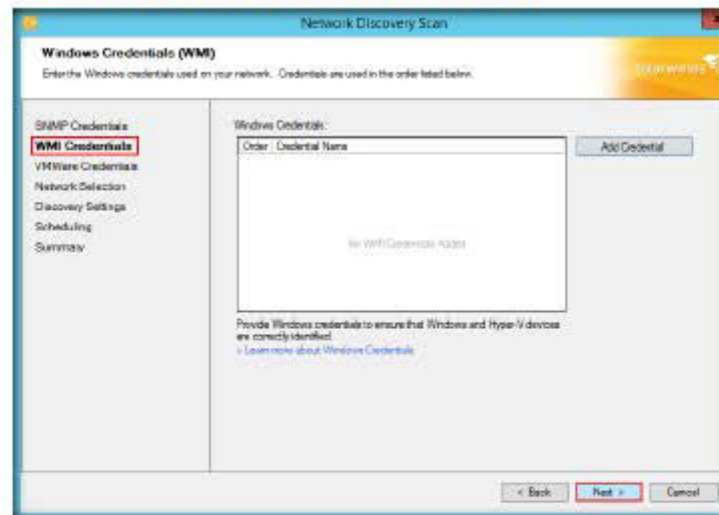 Network Discovery Scan
Windows Credentials (WMI)
Enter the Windows credentials used on your network. Credentials are used in the order listed below.
solarwinds
SNMP Credentials
WMI Credentials
VMWare Credentials
Network Selection
Discovery Settings
Scheduling
Summary
Windows Credentials:
Order Credential Name
Add Credential
No WMI Credentials Added
Provide Windows credentials to ensure that Windows and Hyper-V devices
are correctly identified.
» Learn more about Windows Credentials
< Back Next > Cancel